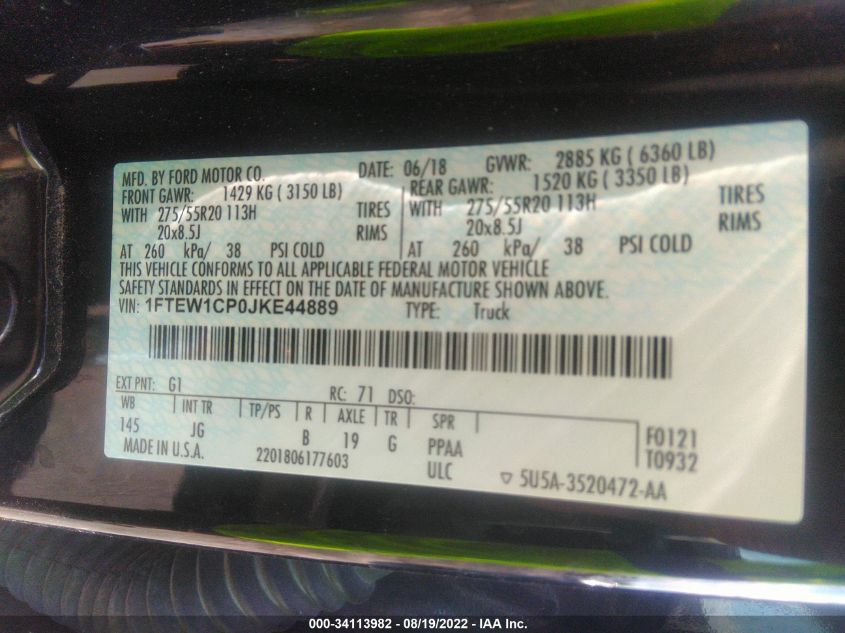 MFD. BY FORD MOTOR CO. DATE: 06/18 GVWR: 2885 KG ( 6360 LB)
FRONT GAWR: 1429 KG ( 3150 LB) REAR GAWR: 1520 KG ( 3350 LB)
WITH 275/55R20 113H TIRES WITH 275/55R20 113H TIRES
20x8.5J RIMS 20x8.5J RIMS
AT 260 kPa/ 38 PSI COLD AT 260 kPa/ 38 PSI COLD
THIS VEHICLE CONFORMS TO ALL APPLICABLE FEDERAL MOTOR VEHICLE
SAFETY STANDARDS IN EFFECT ON THE DATE OF MANUFACTURE SHOWN ABOVE.
VIN: 1FTEW1CP0JKE44889 TYPE: Truck
EXT PNT: G1 RC: 71 DSO:
WB INT TR TP/PS R AXLE TR SPR
145 JG B 19 G PPAA F0121
MADE IN U.S.A. 2201806177603 ULC T0932
▽ 5U5A-3520472-AA
000-34113982 - 08/19/2022 - IAA Inc.